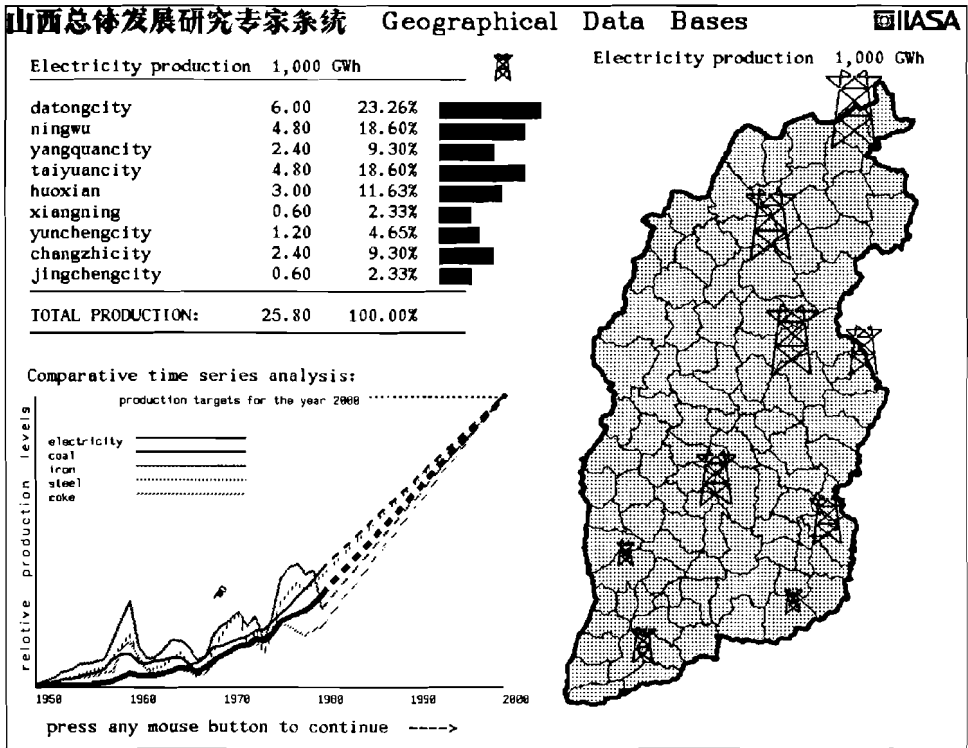 山西总体发展研究专家系统 Geographical Data Bases IIASA
Electricity production 1,000 GWh
datongcity 6.00 23.26%
ningwu 4.80 18.60%
yangquancity 2.40 9.30%
taiyuancity 4.80 18.60%
huoxian 3.00 11.63%
xiangning 0.60 2.33%
yunchengcity 1.20 4.65%
changzhicity 2.40 9.30%
jingchengcity 0.60 2.33%
TOTAL PRODUCTION: 25.80 100.00%
Comparative time series analysis:
production targets for the year 2000
relative production levels
electricity
coal
iron
steel
coke
1950 1960 1970 1980 1990 2000
press any mouse button to continue ---->
Electricity production 1,000 GWh